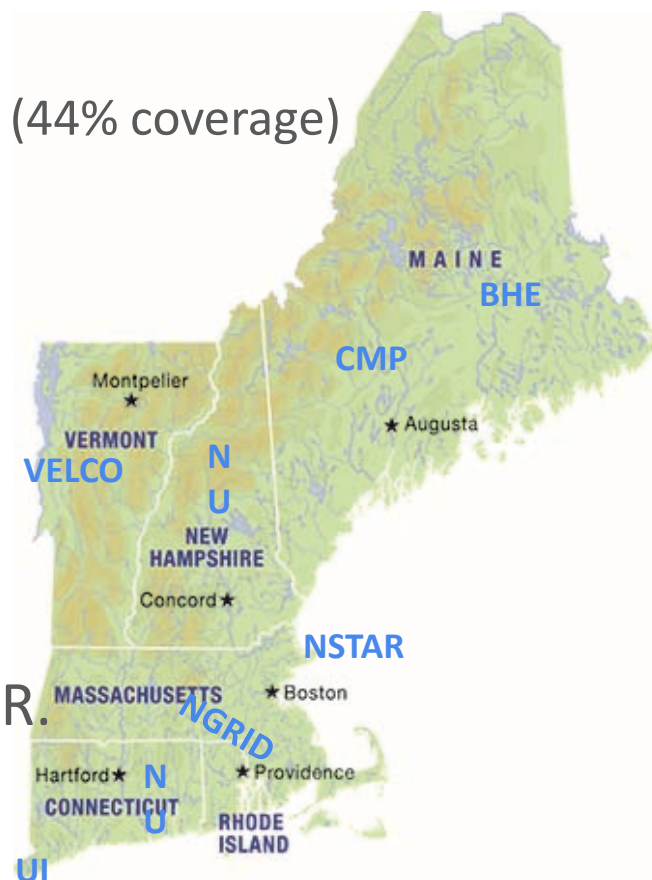 (44% coverage)
MAINE
BHE
CMP
Montpelier
Augusta
VERMONT
VELCO
N
U
NEW
HAMPSHIRE
Concord
NSTAR
R.
MASSACHUSETTS
Boston
NGRID
Hartford
Providence
N
CONNECTICUT
U
RHODE
ISLAND
UI